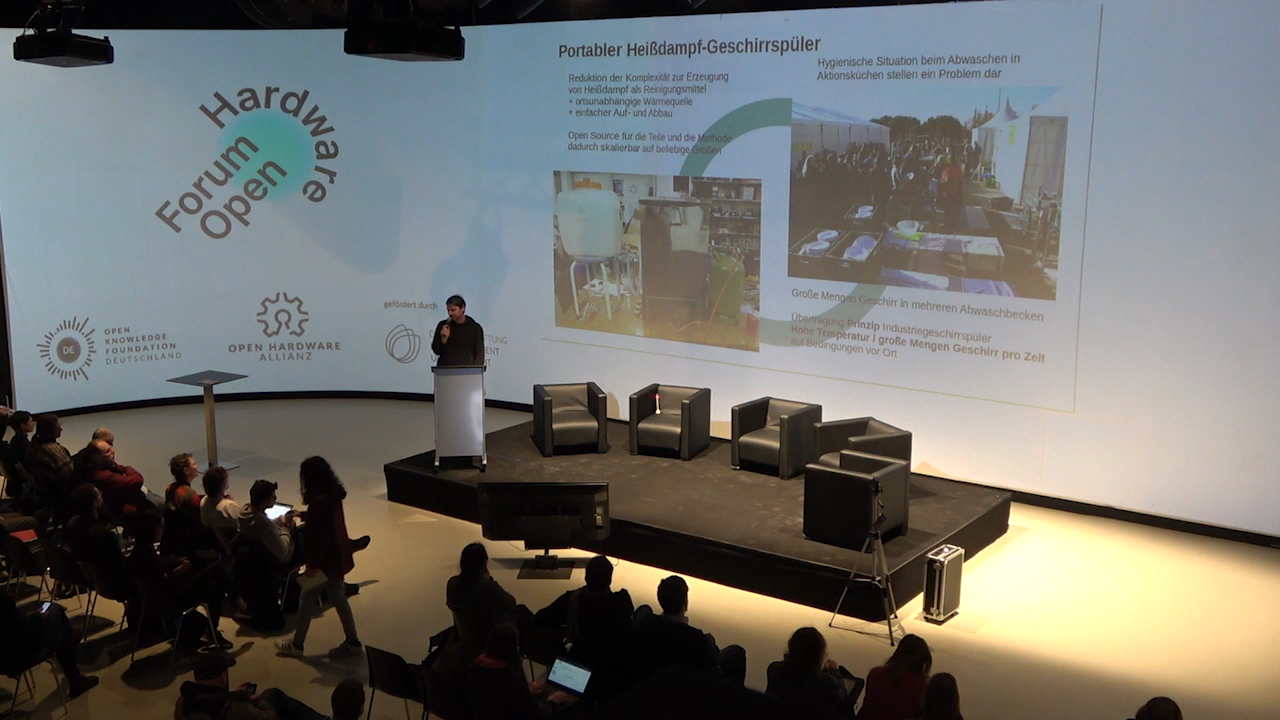 Forum
Open
Hardware
OPEN
KNOWLEDGE
FOUNDATION
DEUTSCHLAND
DE
OPEN HARDWARE
ALLIANZ
gefördert durch
Portabler Heißdampf-Geschirrspüler
Reduktion der Komplexität zur Erzeugung
von Heißdampf als Reinigungsmittel
+ ortsunabhängige Wärmequelle
+ einfacher Auf- und Abbau
Open Source für die Teile und die Methode
dadurch skalierbar auf beliebige Größen
Hygienische Situation beim Abwaschen in
Aktionsküchen stellen ein Problem dar
Große Mengen Geschirr in mehreren Abwaschbecken
Übertragung Prinzip Industriegeschirrspüler
Hohe Temperatur / große Mengen Geschirr pro Zeit
auf Bedingungen vor Ort